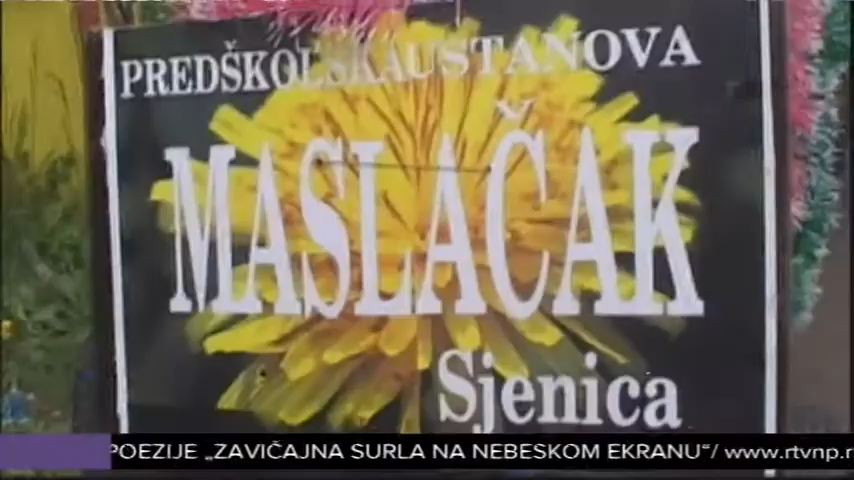 PREDŠKOLSKA USTANOVA
MASLAČAK
Sjenica
POEZIJE „ZAVIČAJNA SURLA NA NEBESKOM EKRANU“/ www.rtvnp.r